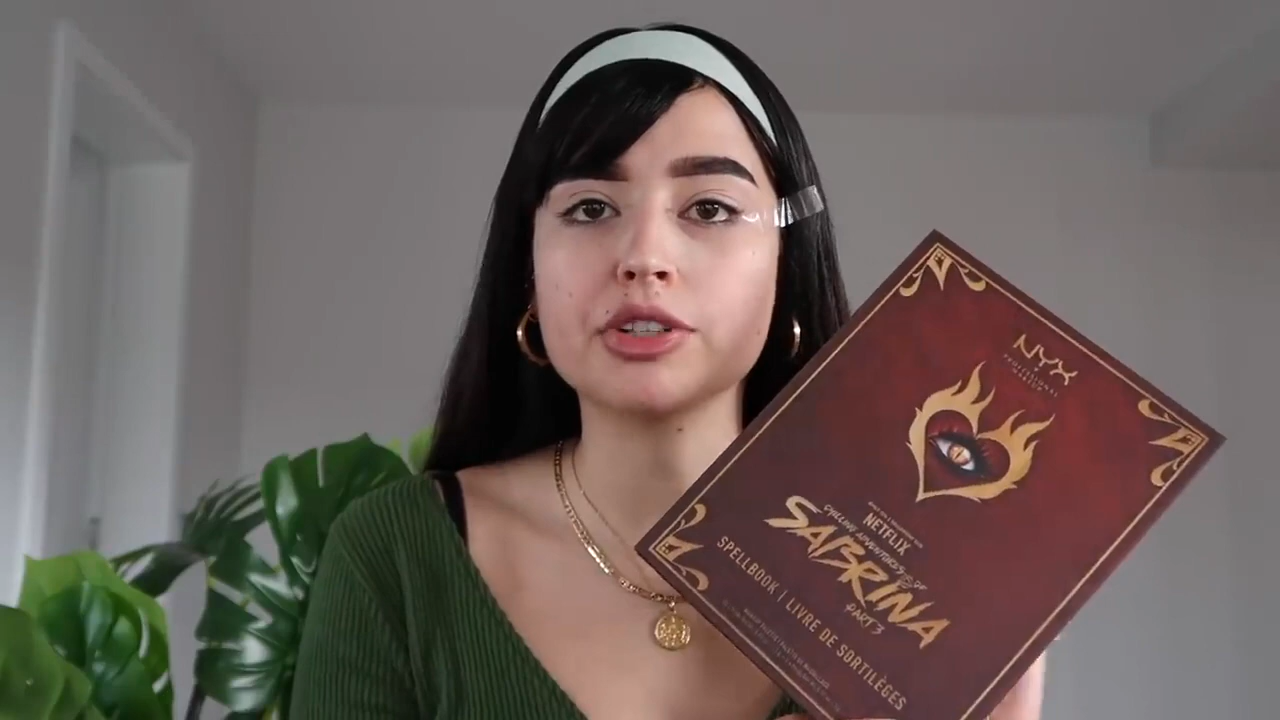 NYX
PROFESSIONAL
MAKEUP
NETFLIX
CHILLING ADVENTURES OF
SABRINA
PART 3
SPELLBOOK | LIVRE DE SORTILÈGES